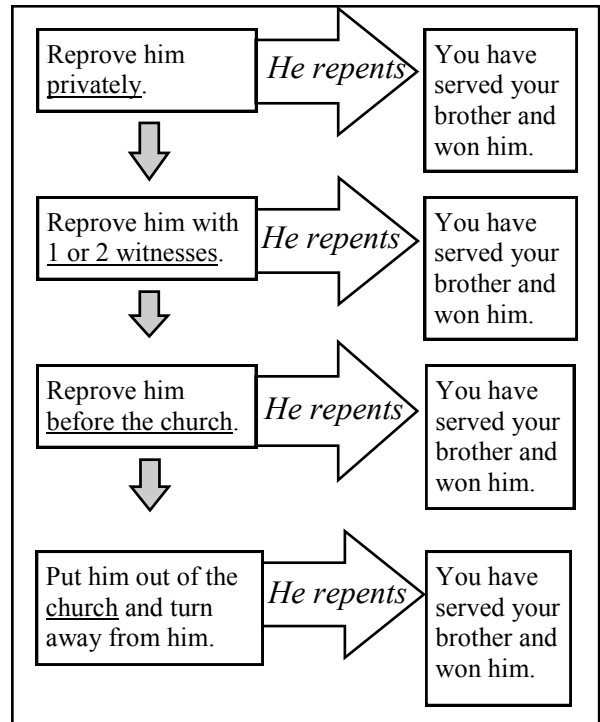 Reprove him
privately.
He repents
You have
served your
brother and
won him.
Reprove him with
1 or 2 witnesses.
He repents
You have
served your
brother and
won him.
Reprove him
before the church.
He repents
You have
served your
brother and
won him.
Put him out of the
church and turn
away from him.
He repents
You have
served your
brother and
won him.